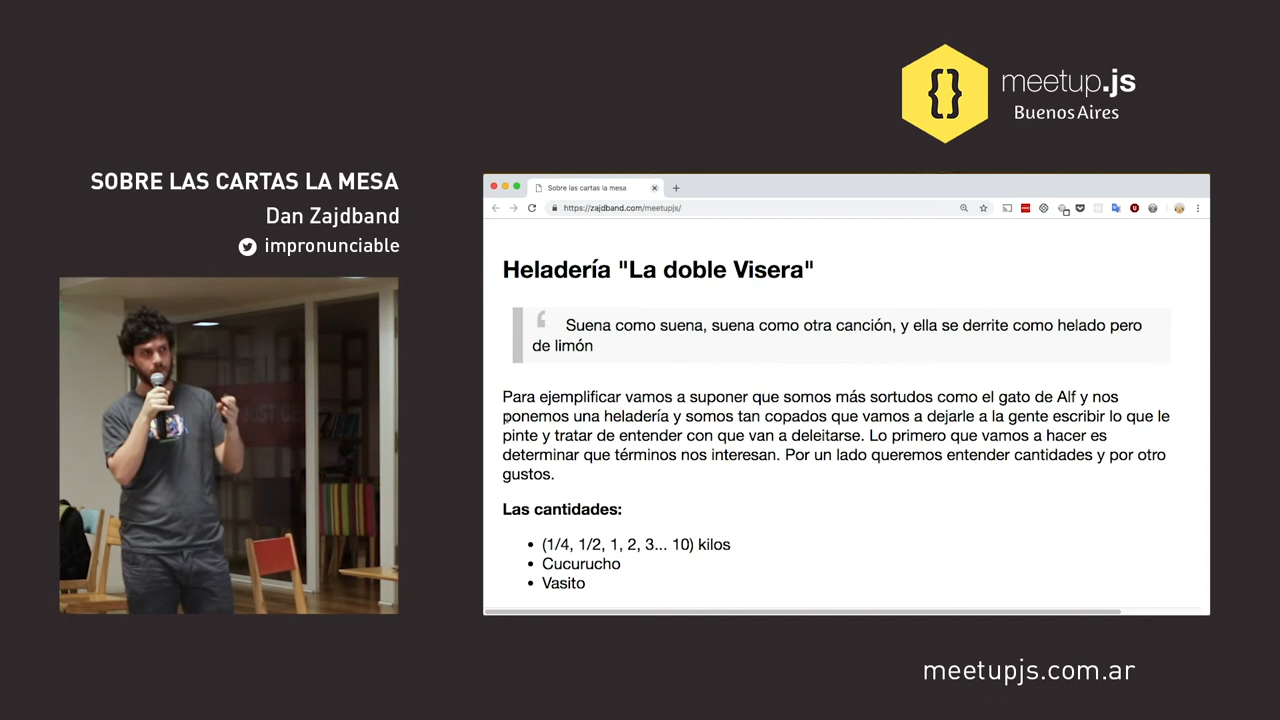 meetup.js
Buenos Aires
SOBRE LAS CARTAS LA MESA
Dan Zajdband
impronunciable
Sobre las cartas la mesa
https://zajdband.com/meetupjs/
Heladería "La doble Visera"
Suena como suena, suena como otra canción, y ella se derrite como helado pero
de limón
Para ejemplificar vamos a suponer que somos más sortudos como el gato de Alf y nos
ponemos una heladería y somos tan copados que vamos a dejarle a la gente escribir lo que le
pinte y tratar de entender con que van a deleitarse. Lo primero que vamos a hacer es
determinar que términos nos interesan. Por un lado queremos entender cantidades y por otro
gustos.
Las cantidades:
• (1/4, 1/2, 1, 2, 3... 10) kilos
• Cucurucho
• Vasito
meetupjs.com.ar